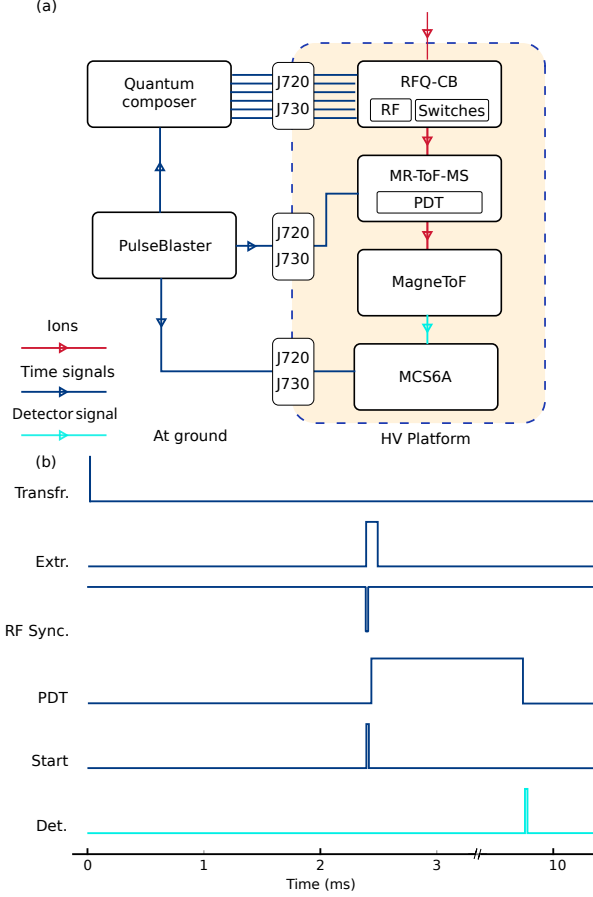 (a)
Quantum
composer
J720
J730
RFQ-CB
RF
Switches
MR-ToF-MS
PDT
PulseBlaster
J720
J730
MagneToF
Ions
Time signals
Detector signal
J720
J730
MCS6A
At ground
HV Platform
(b)
Transfr.
Extr.
RF Sync.
PDT
Start
Det.
0 1 2 3 10
Time (ms)